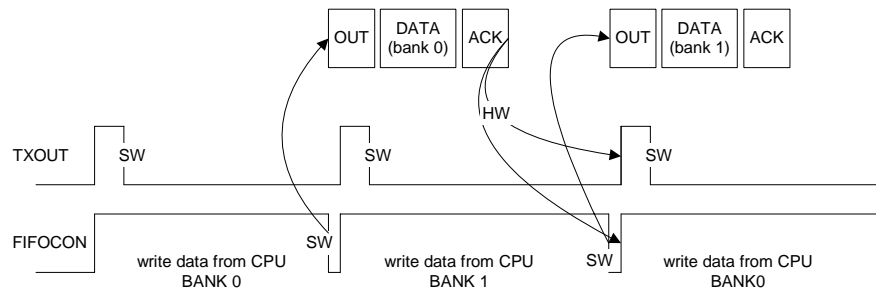 OUT DATA (bank 0) ACK OUT DATA (bank 1) ACK
HW
TXOUT SW SW SW
FIFOCON SW SW
write data from CPU write data from CPU write data from CPU
BANK 0 BANK 1 BANK0